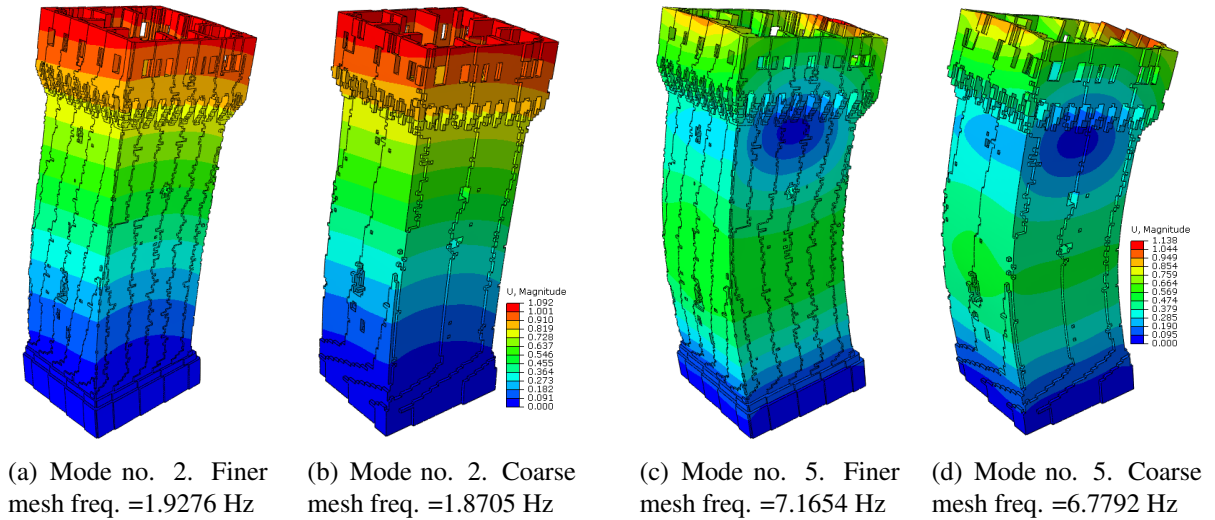 U, Magnitude
1.092
1.001
0.910
0.819
0.728
0.637
0.546
0.455
0.364
0.273
0.182
0.091
0.000
U, Magnitude
1.138
1.044
0.949
0.854
0.759
0.664
0.569
0.474
0.379
0.285
0.190
0.095
0.000
(a) Mode no. 2. Finer
mesh freq. =1.9276 Hz
(b) Mode no. 2. Coarse
mesh freq. =1.8705 Hz
(c) Mode no. 5. Finer
mesh freq. =7.1654 Hz
(d) Mode no. 5. Coarse
mesh freq. =6.7792 Hz